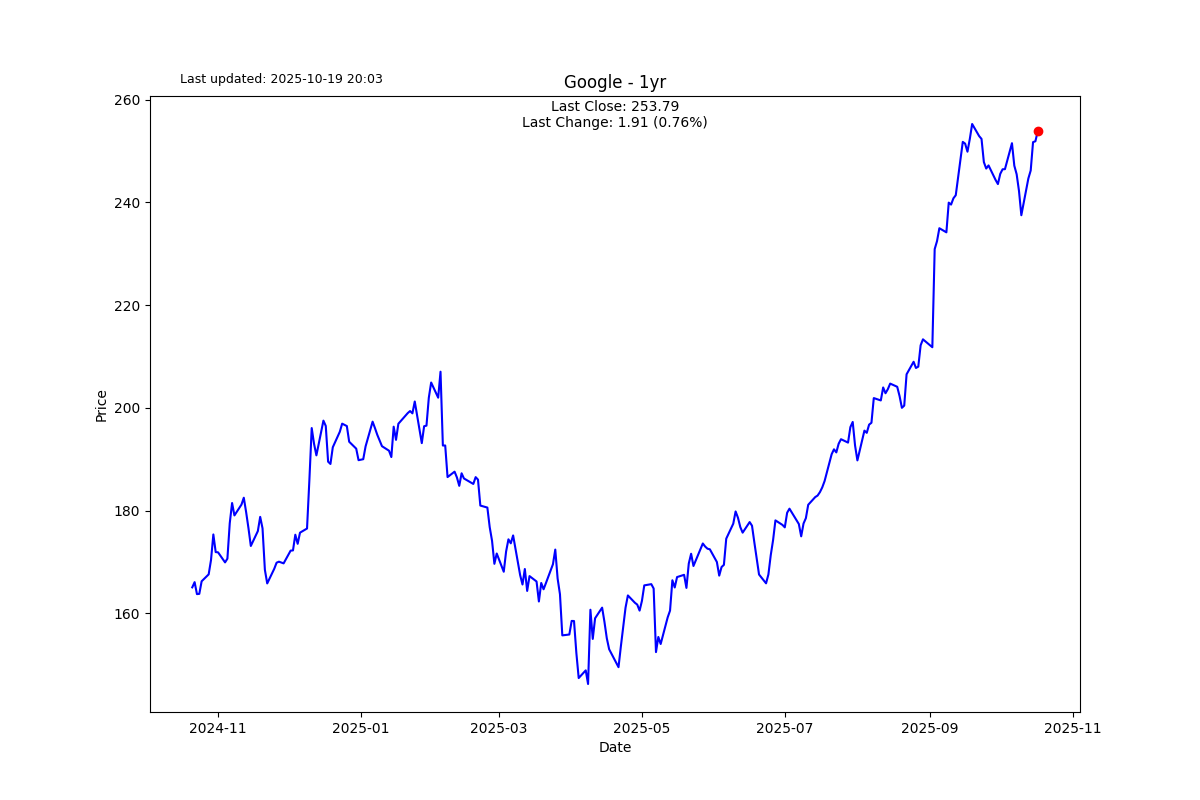 Last updated: 2025-10-19 20:03
Google - 1yr
Last Close: 253.79
Last Change: 1.91 (0.76%)
260
240
220
200
180
160
Price
2024-11
2025-01
2025-03
2025-05
2025-07
2025-09
2025-11
Date